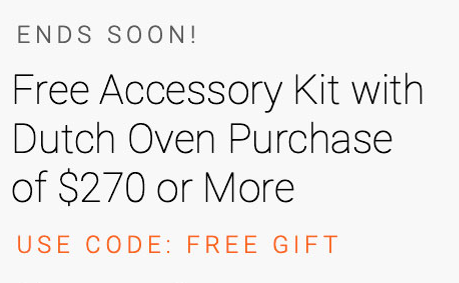 ENDS SOON!
Free Accessory Kit with
Dutch Oven Purchase
of $270 or More
USE CODE: FREE GIFT